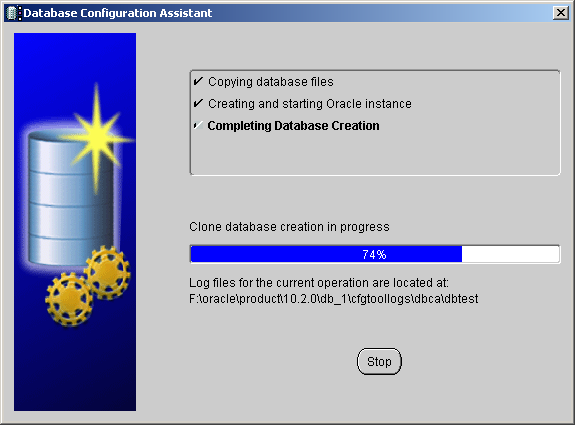 Database Configuration Assistant
Copying database files
Creating and starting Oracle instance
Completing Database Creation
Clone database creation in progress
74%
Log files for the current operation are located at:
F:\oracle\product\10.2.0\db_1\cfgtoollogs\dbca\dbtest
Stop